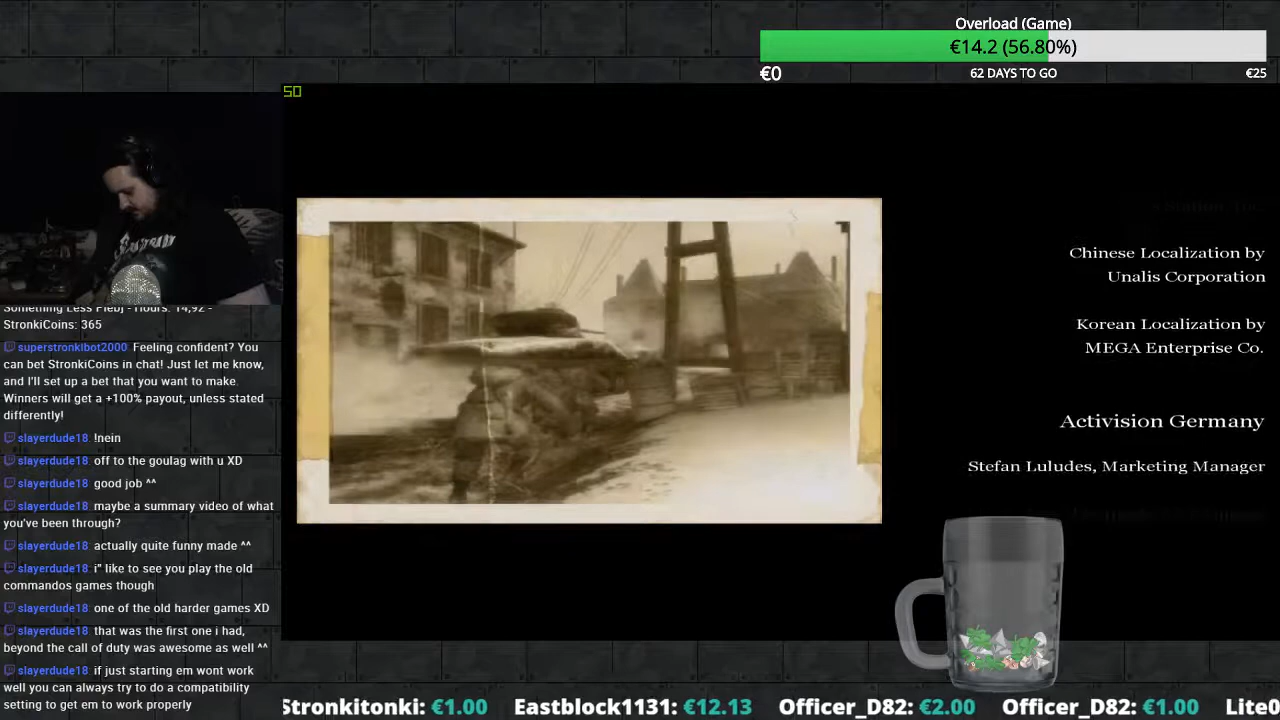 Overload (Game)
€14.2 (56.80%)
€0
62 DAYS TO GO
€25
50
StronkiCoins: 365
superstronklbot2000 Feeling confident? You
can bet StronkiCoins in chat! Just let me know,
and I'll set up a bet that you want to make.
Winners will get a +100% payout, unless stated
differently!
slayerdude18 !nein
slayerdude18 off to the goulag with u XD
slayerdude18 good job ^^
slayerdude18 maybe a summary video of what
you've been through?
slayerdude18 actually quite funny made ^^
slayerdude18 i" like to see you play the old
commandos games though
slayerdude18 one of the old harder games XD
slayerdude18 that was the first one i had,
beyond the call of duty was awesome as well ^^
slayerdude18 if just starting em wont work
well you can always try to do a compatibility
setting to get em to work properly
Chinese Localization by
Unalis Corporation
Korean Localization by
MEGA Enterprise Co.
Activision Germany
Stefan Luludes, Marketing Manager
Stronkitonki: €1.00 Eastblock1131: €12.13 Officer_D82: €2.00 Officer_D82: €1.00 Lite0